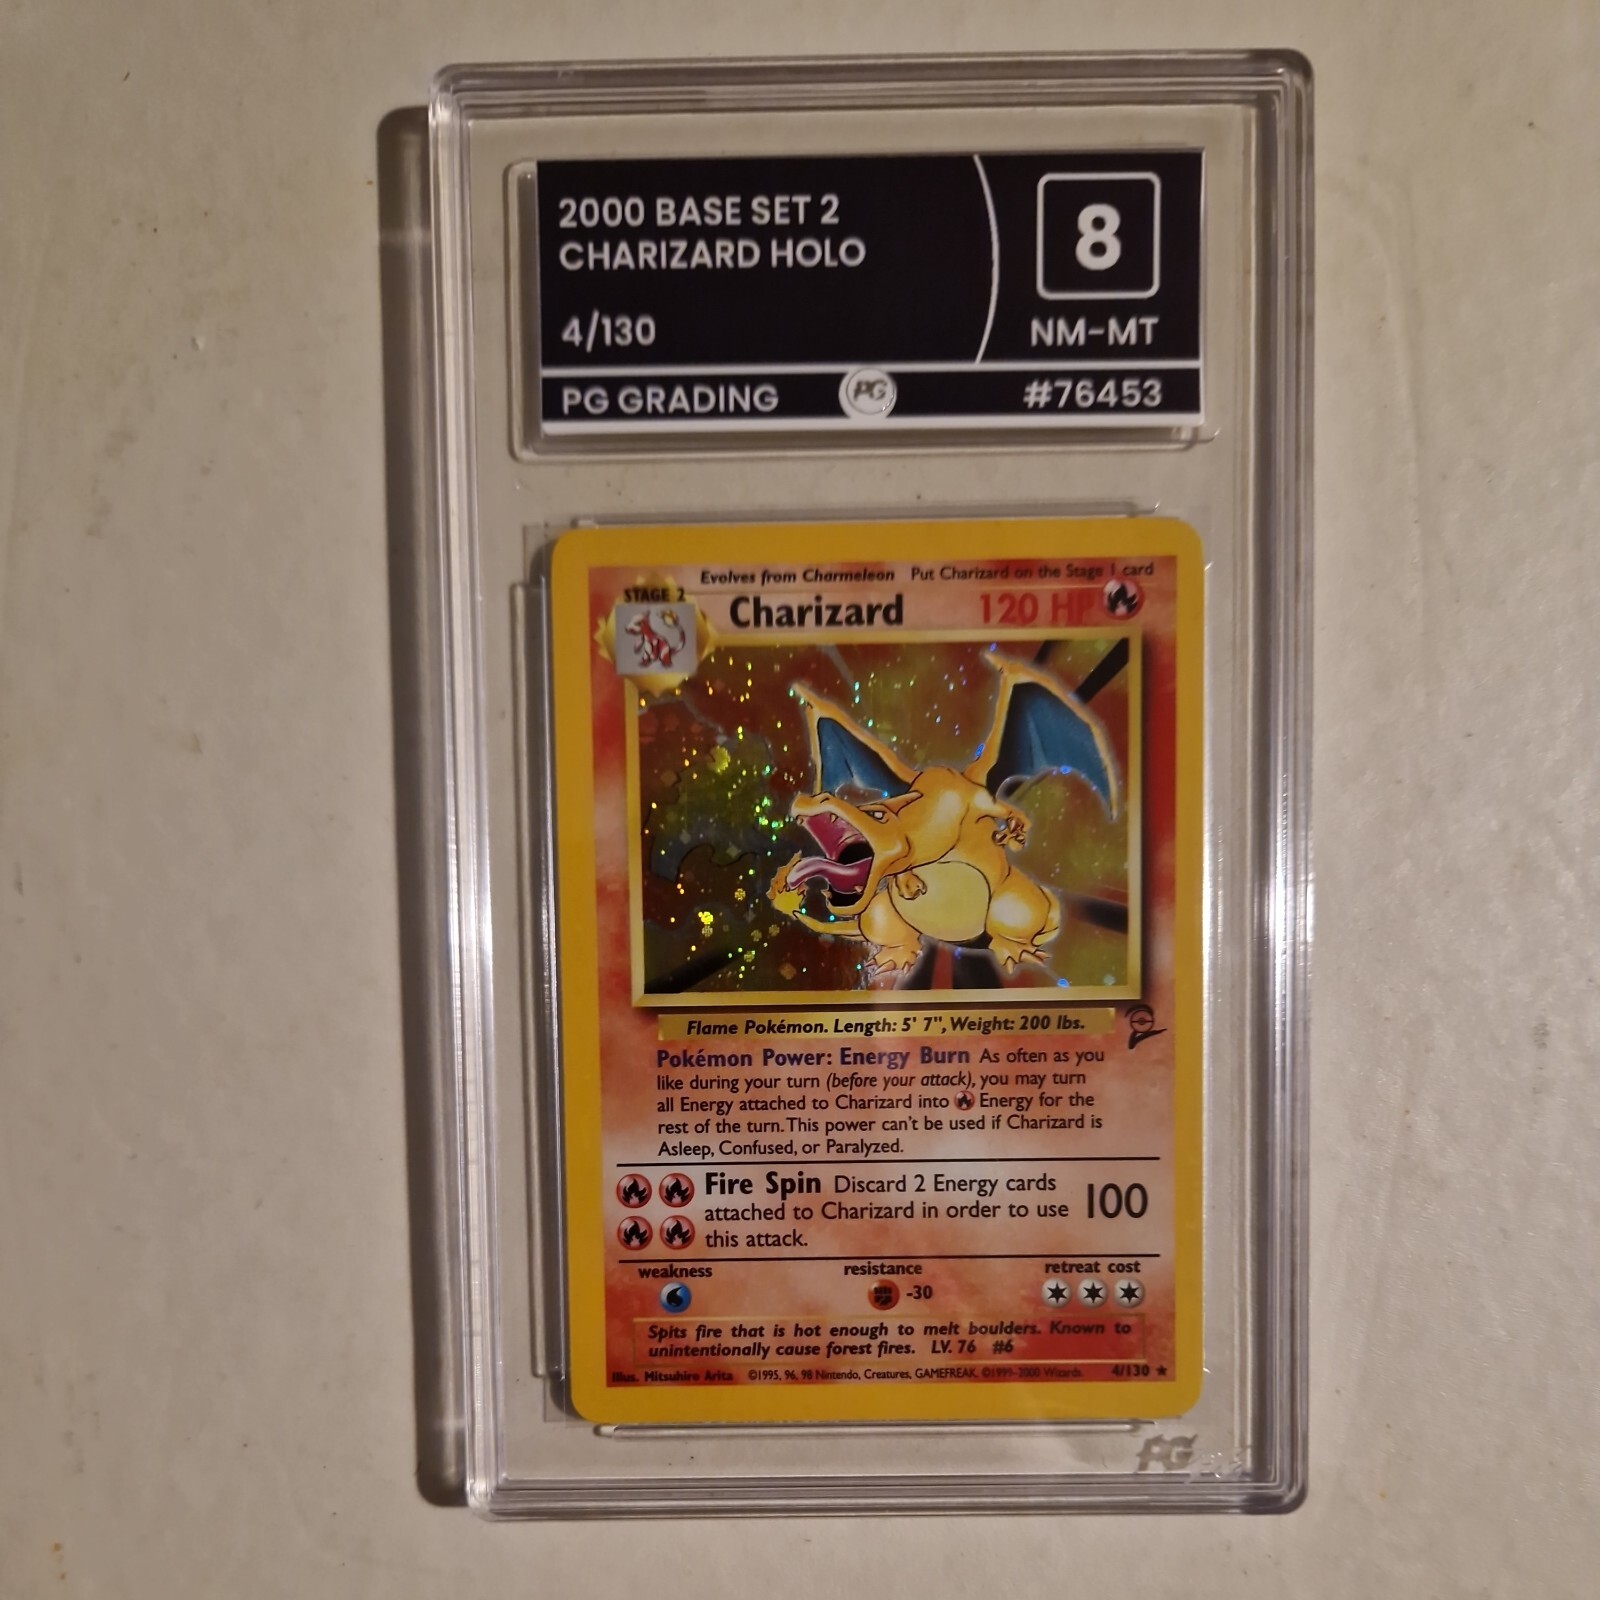 2000 BASE SET 2
CHARIZARD HOLO
4/130
8
NM-MT
PG GRADING
PG
#76453
Evolves from Charmeleon Put Charizard on the Stage 1 card
STAGE 2
Charizard 120 HP
Flame Pokémon. Length: 5' 7", Weight: 200 lbs.
Pokémon Power: Energy Burn As often as you
like during your turn (before your attack), you may turn
all Energy attached to Charizard into Energy for the
rest of the turn. This power can't be used if Charizard is
Asleep, Confused, or Paralyzed.
Fire Spin Discard 2 Energy cards
attached to Charizard in order to use
this attack.
100
weakness resistance retreat cost
-30
Spits fire that is hot enough to melt boulders. Known to
unintentionally cause forest fires. LV. 76 #6
Illus. Mitsuhiro Arita ©1995, 96, 98 Nintendo, Creatures, GAMEFREAK. ©1999-2000 Wizards. 4/130 ★
PG